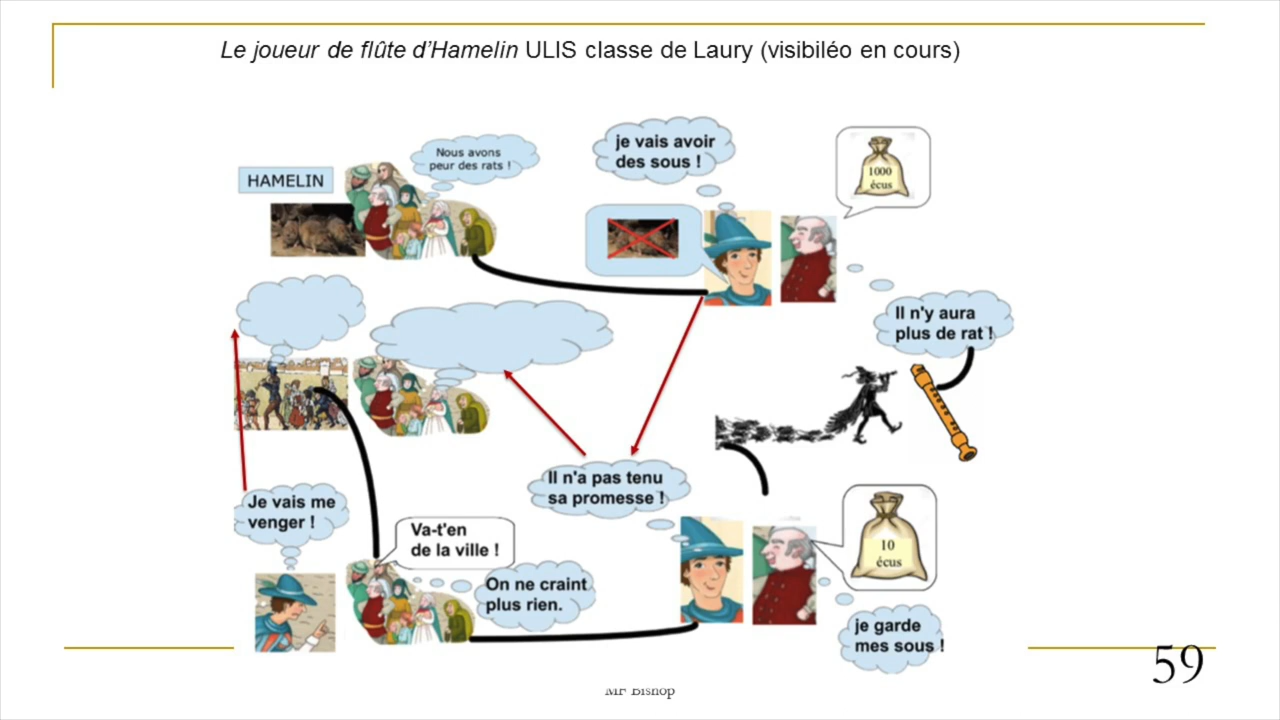 Le joueur de flûte d'Hamelin ULIS classe de Laury (visibiléo en cours)
HAMELIN
Nous avons
peur des rats !
je vais avoir
des sous !
1000
écus
Il n'y aura
plus de rat !
Il n'a pas tenu
sa promesse !
10
écus
je garde
mes sous !
On ne craint
plus rien.
Va-t'en
de la ville !
Je vais me
venger !
MF Bishop
59